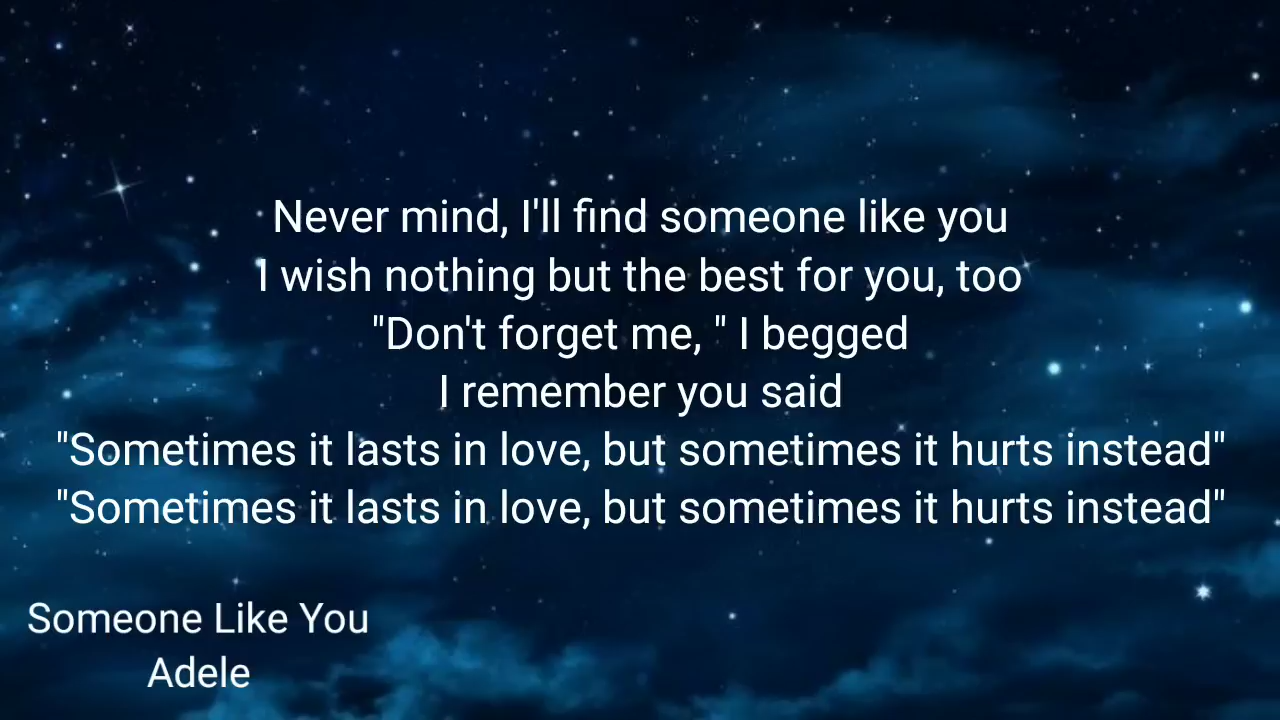 Never mind, I'll find someone like you
I wish nothing but the best for you, too
"Don't forget me, " I begged
I remember you said
"Sometimes it lasts in love, but sometimes it hurts instead"
"Sometimes it lasts in love, but sometimes it hurts instead"
Someone Like You
Adele